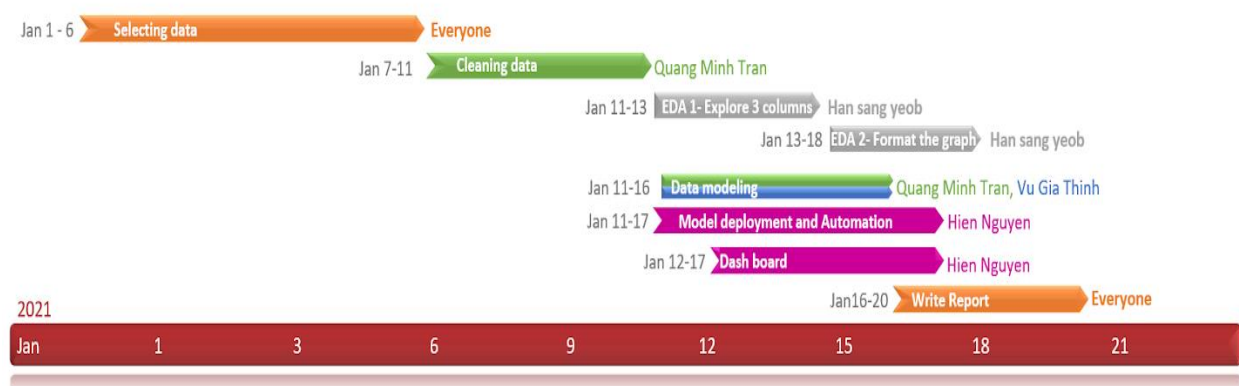 Jan 1 - 6 Selecting data Everyone
Jan 7-11 Cleaning data Quang Minh Tran
Jan 11-13 EDA 1- Explore 3 columns Han sang yeob
Jan 13-18 EDA 2- Format the graph Han sang yeob
Jan 11-16 Data modeling Quang Minh Tran, Vu Gia Thinh
Jan 11-17 Model deployment and Automation Hien Nguyen
Jan 12-17 Dash board Hien Nguyen
Jan16-20 Write Report Everyone
2021
Jan 1 3 6 9 12 15 18 21